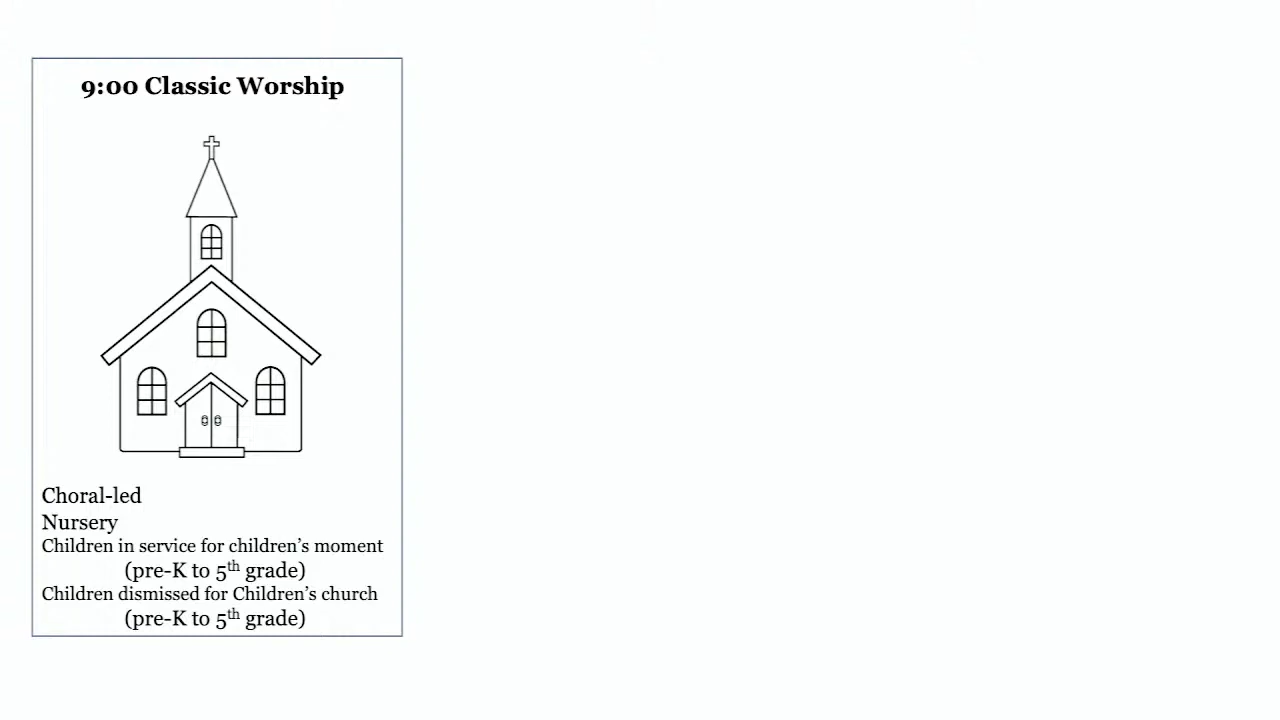 9:00 Classic Worship
Choral-led
Nursery
Children in service for children’s moment
(pre-K to 5th grade)
Children dismissed for Children’s church
(pre-K to 5th grade)